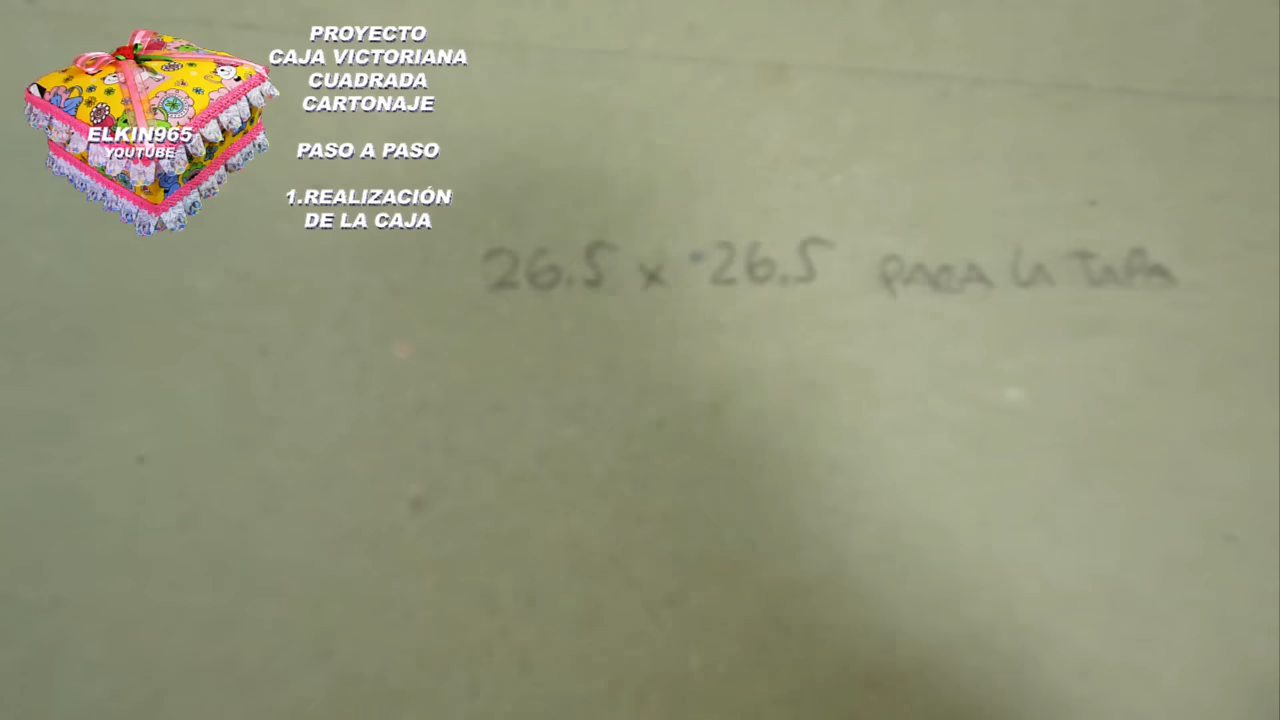 PROYECTO
CAJA VICTORIANA
CUADRADA
CARTONAJE
PASO A PASO
1.REALIZACIÓN
DE LA CAJA
ELKIN965
YOUTUBE
26.5 x 26.5 PARA LA TAPA